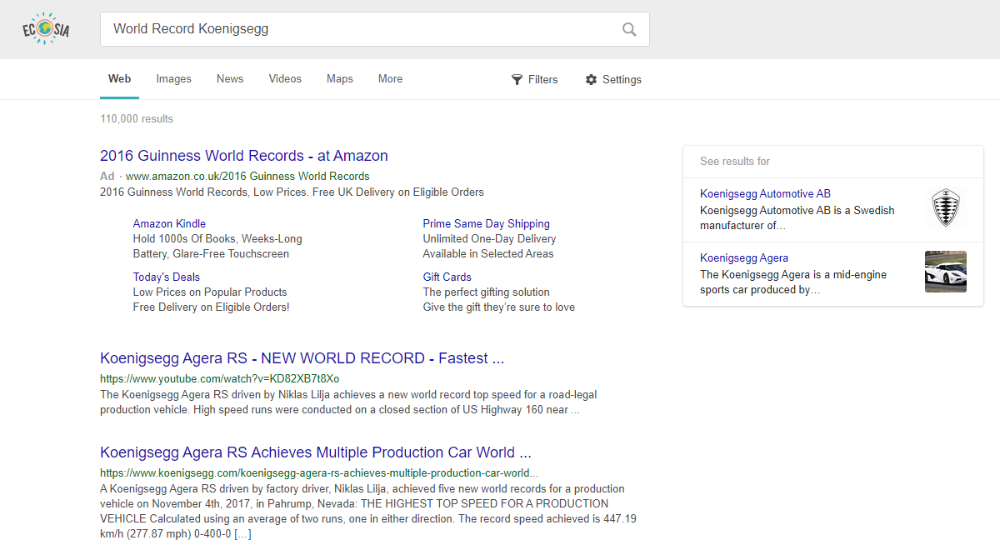 ECOSIA
World Record Koenigsegg
Web Images News Videos Maps More Filters Settings
110,000 results
2016 Guinness World Records - at Amazon
Ad · www.amazon.co.uk/2016 Guinness World Records
2016 Guinness World Records, Low Prices. Free UK Delivery on Eligible Orders
Amazon Kindle
Hold 1000s Of Books, Weeks-Long
Battery, Glare-Free Touchscreen
Prime Same Day Shipping
Unlimited One-Day Delivery
Available in Selected Areas
Today's Deals
Low Prices on Popular Products
Free Delivery on Eligible Orders!
Gift Cards
The perfect gifting solution
Give the gift they're sure to love
Koenigsegg Agera RS - NEW WORLD RECORD - Fastest ...
https://www.youtube.com/watch?v=KD82XB7t8Xo
The Koenigsegg Agera RS driven by Niklas Lilja achieves a new world record top speed for a road-legal
production vehicle. High speed runs were conducted on a closed section of US Highway 160 near ...
Koenigsegg Agera RS Achieves Multiple Production Car World ...
https://www.koenigsegg.com/koenigsegg-agera-rs-achieves-multiple-production-car-world...
A Koenigsegg Agera RS driven by factory driver, Niklas Lilja, achieved five new world records for a production
vehicle on November 4th, 2017, in Pahrump, Nevada: THE HIGHEST TOP SPEED FOR A PRODUCTION
VEHICLE Calculated using an average of two runs, one in either direction. The record speed achieved is 447.19
km/h (277.87 mph) 0-400-0 […]
See results for
Koenigsegg Automotive AB
Koenigsegg Automotive AB is a Swedish
manufacturer of…
Koenigsegg Agera
The Koenigsegg Agera is a mid-engine
sports car produced by…